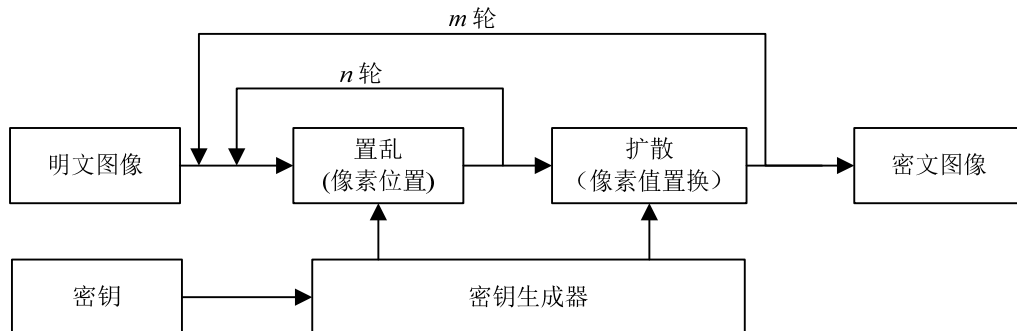 m 轮
n 轮
明文图像
置乱
(像素位置)
扩散
（像素值置换）
密文图像
密钥
密钥生成器